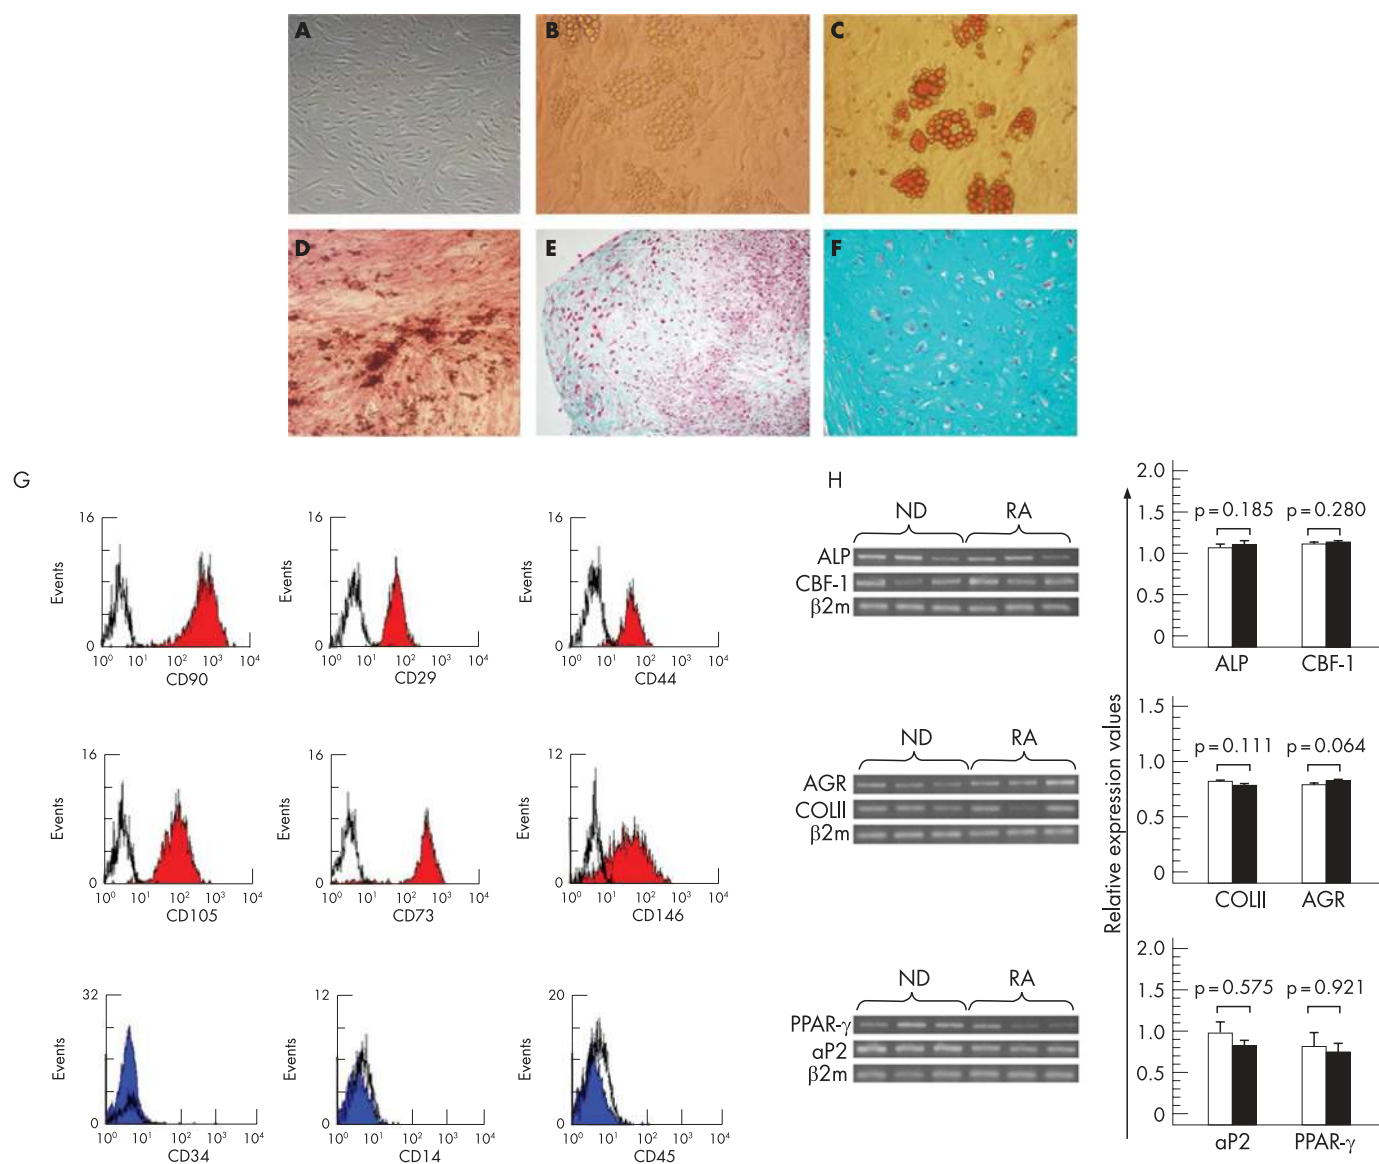 A
B
C
D
E
F
G
16
Events
0
10⁰ 10¹ 10² 10³ 10⁴
CD90
16
Events
0
10⁰ 10¹ 10² 10³ 10⁴
CD29
16
Events
0
10⁰ 10¹ 10² 10³ 10⁴
CD44
16
Events
0
10⁰ 10¹ 10² 10³ 10⁴
CD105
16
Events
0
10⁰ 10¹ 10² 10³ 10⁴
CD73
12
Events
0
10⁰ 10¹ 10² 10³ 10⁴
CD146
32
Events
0
10⁰ 10¹ 10² 10³ 10⁴
CD34
12
Events
0
10⁰ 10¹ 10² 10³ 10⁴
CD14
20
Events
0
10⁰ 10¹ 10² 10³ 10⁴
CD45
H
ND RA
ALP
CBF-1
β2m
ND RA
AGR
COLII
β2m
ND RA
PPAR-γ
aP2
β2m
Relative expression values
2.0
1.5
1.0
0.5
0
p=0.185 p=0.280
ALP CBF-1
1.5
1.0
0.5
0
p=0.111 p=0.064
COLII AGR
2.0
1.5
1.0
0.5
0
p=0.575 p=0.921
aP2 PPAR-γ